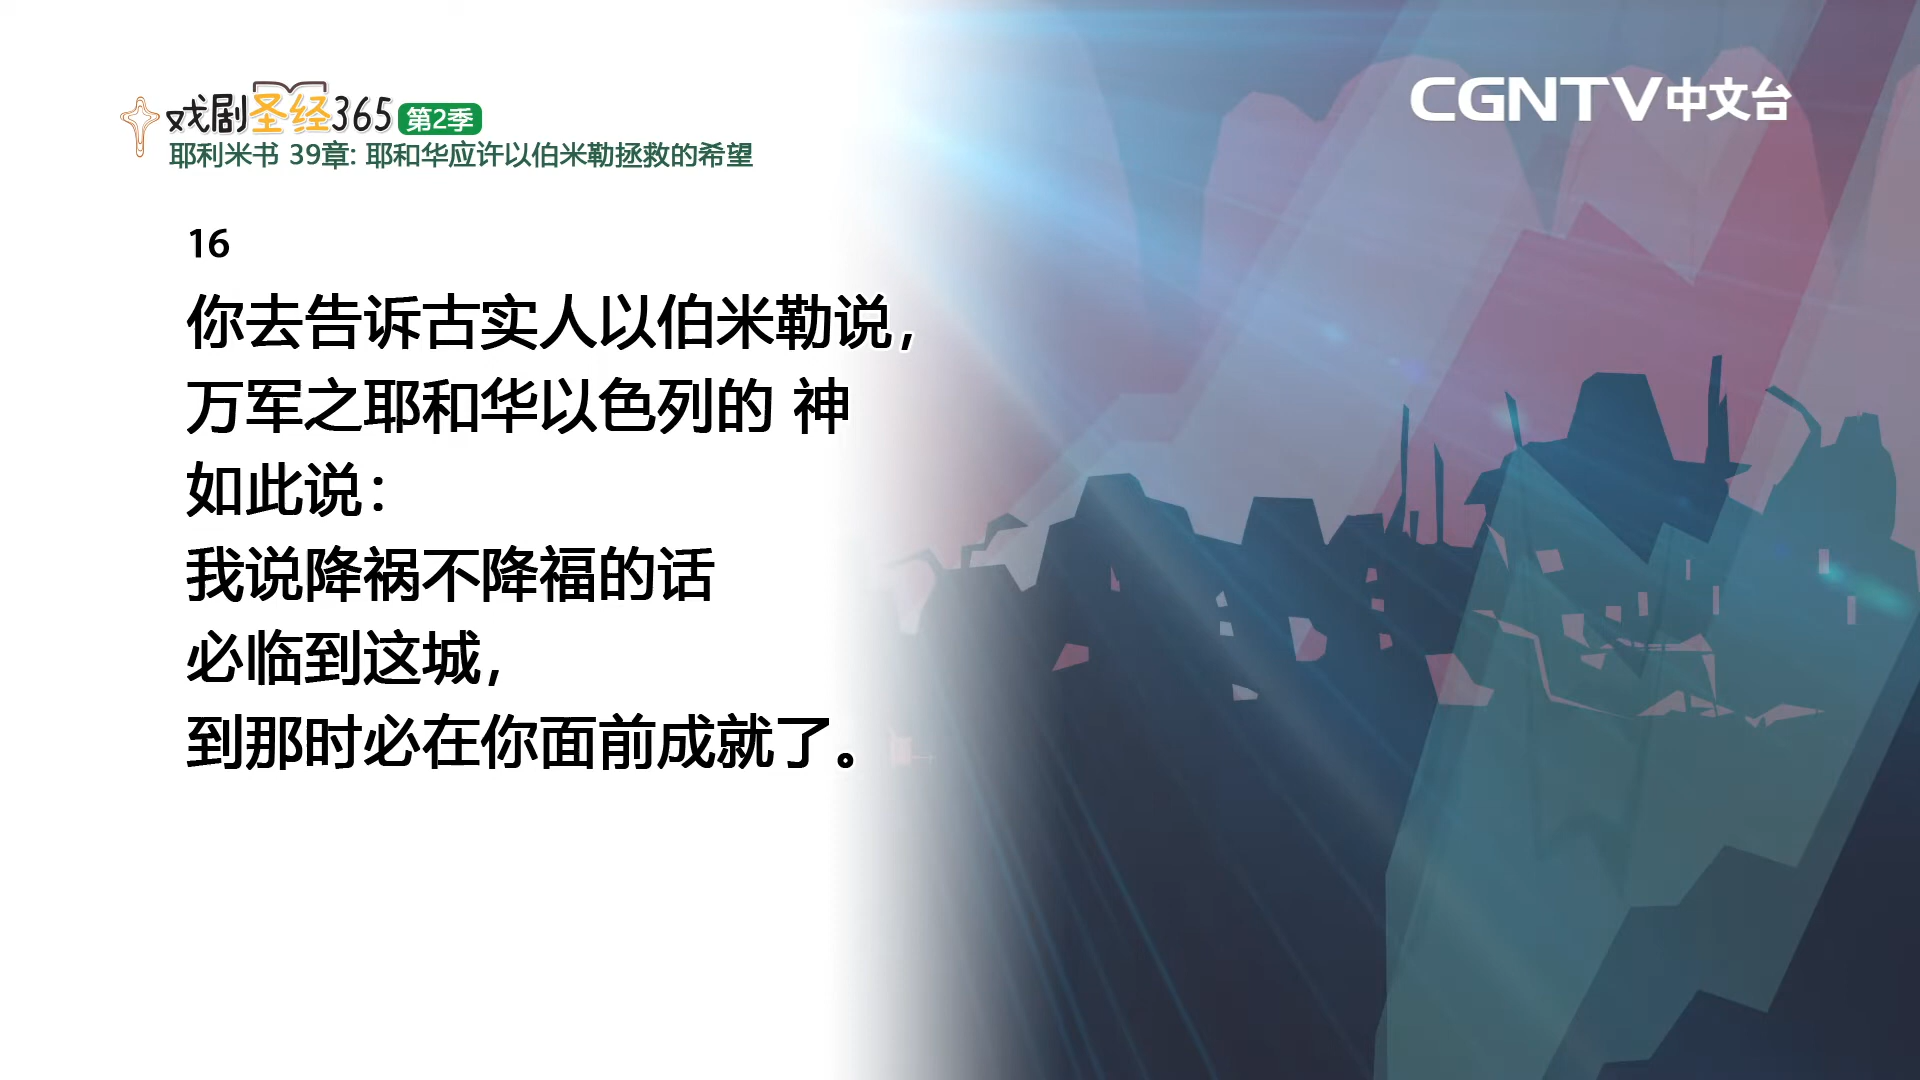 戏剧圣经365 第2季
CGNTV中文台
耶利米书 39章: 耶和华应许以伯米勒拯救的希望
16
你去告诉古实人以伯米勒说，
万军之耶和华以色列的 神
如此说：
我说降祸不降福的话
必临到这城，
到那时必在你面前成就了。